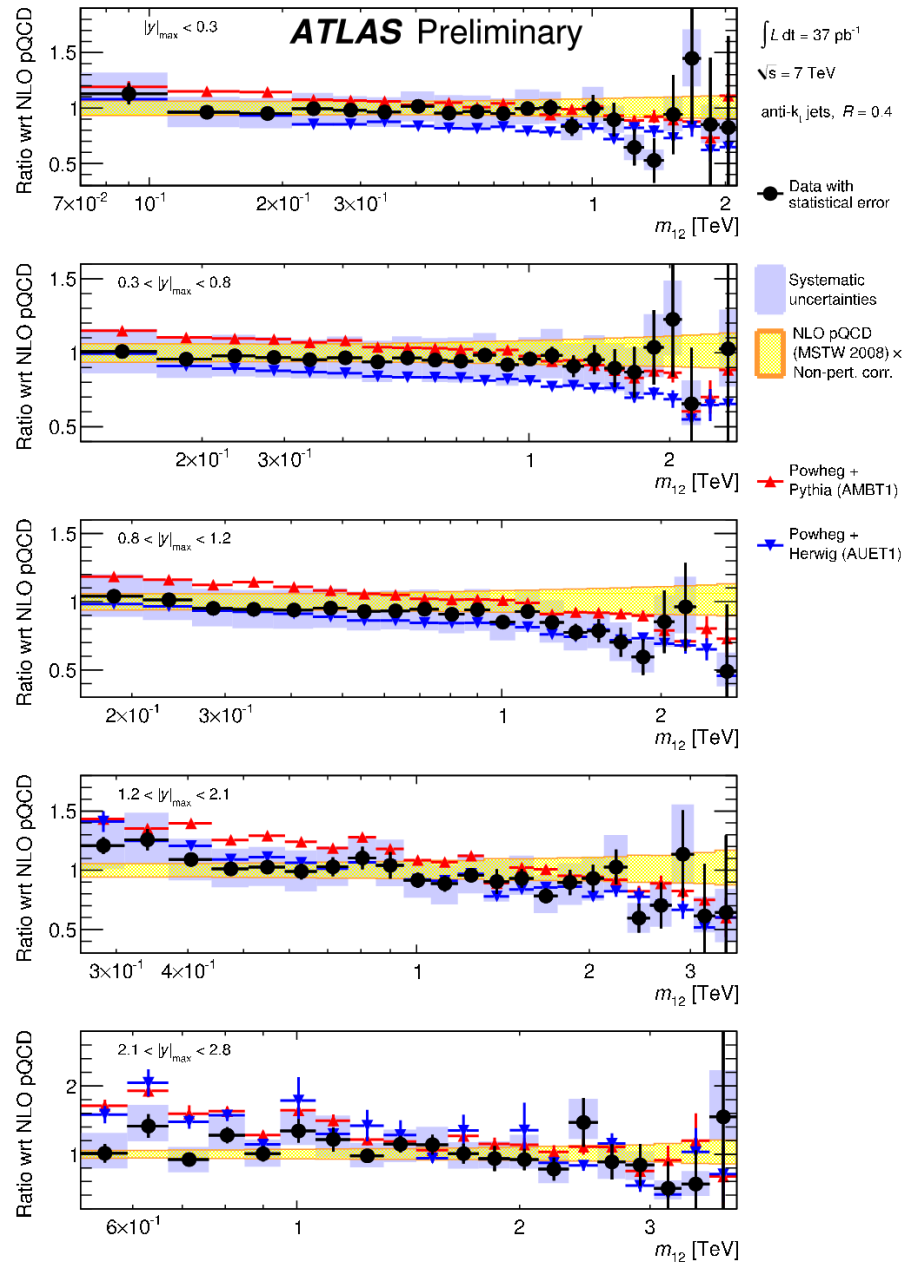 |y|max < 0.3
ATLAS Preliminary
∫ L dt = 37 pb⁻¹
√s = 7 TeV
anti-kt jets, R = 0.4
Ratio wrt NLO pQCD
1.5
1
0.5
7×10⁻² 10⁻¹ 2×10⁻¹ 3×10⁻¹ 1 2
m₁₂ [TeV]
Data with
statistical error
0.3 < |y|max < 0.8
Ratio wrt NLO pQCD
1.5
1
0.5
2×10⁻¹ 3×10⁻¹ 1 2
m₁₂ [TeV]
Systematic
uncertainties
NLO pQCD
(MSTW 2008) ×
Non-pert. corr.
Powheg +
Pythia (AMBT1)
Powheg +
Herwig (AUET1)
0.8 < |y|max < 1.2
Ratio wrt NLO pQCD
1.5
1
0.5
2×10⁻¹ 3×10⁻¹ 1 2
m₁₂ [TeV]
1.2 < |y|max < 2.1
Ratio wrt NLO pQCD
1.5
1
0.5
3×10⁻¹ 4×10⁻¹ 1 2 3
m₁₂ [TeV]
2.1 < |y|max < 2.8
Ratio wrt NLO pQCD
2
1
6×10⁻¹ 1 2 3
m₁₂ [TeV]